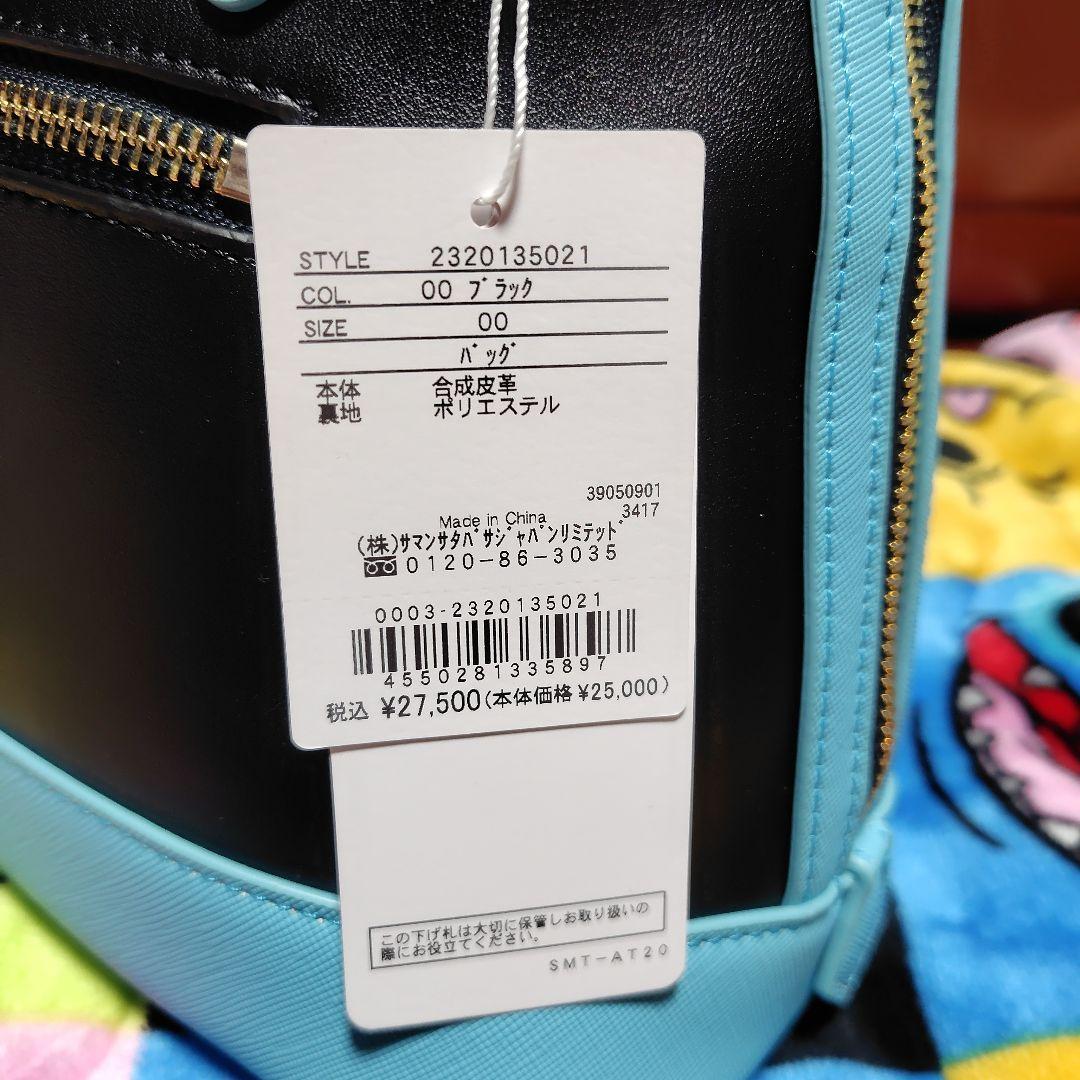 STYLE 2320135021
COL. 00 ﾌﾞﾗｯｸ
SIZE 00
ﾊﾞｯｸﾞ
本体 合成皮革
裏地 ポリエステル
39050901
Made in China 3417
(株)ｻﾏﾝｻﾀﾊﾞｻｼﾞｬﾊﾟﾝﾘﾐﾃｯﾄﾞ
0120-86-3035
0003-2320135021
4550281335897
税込 ¥27,500(本体価格 ¥25,000)
この下げ札は大切に保管しお取り扱いの
際にお役立てください。
SMT-AT20